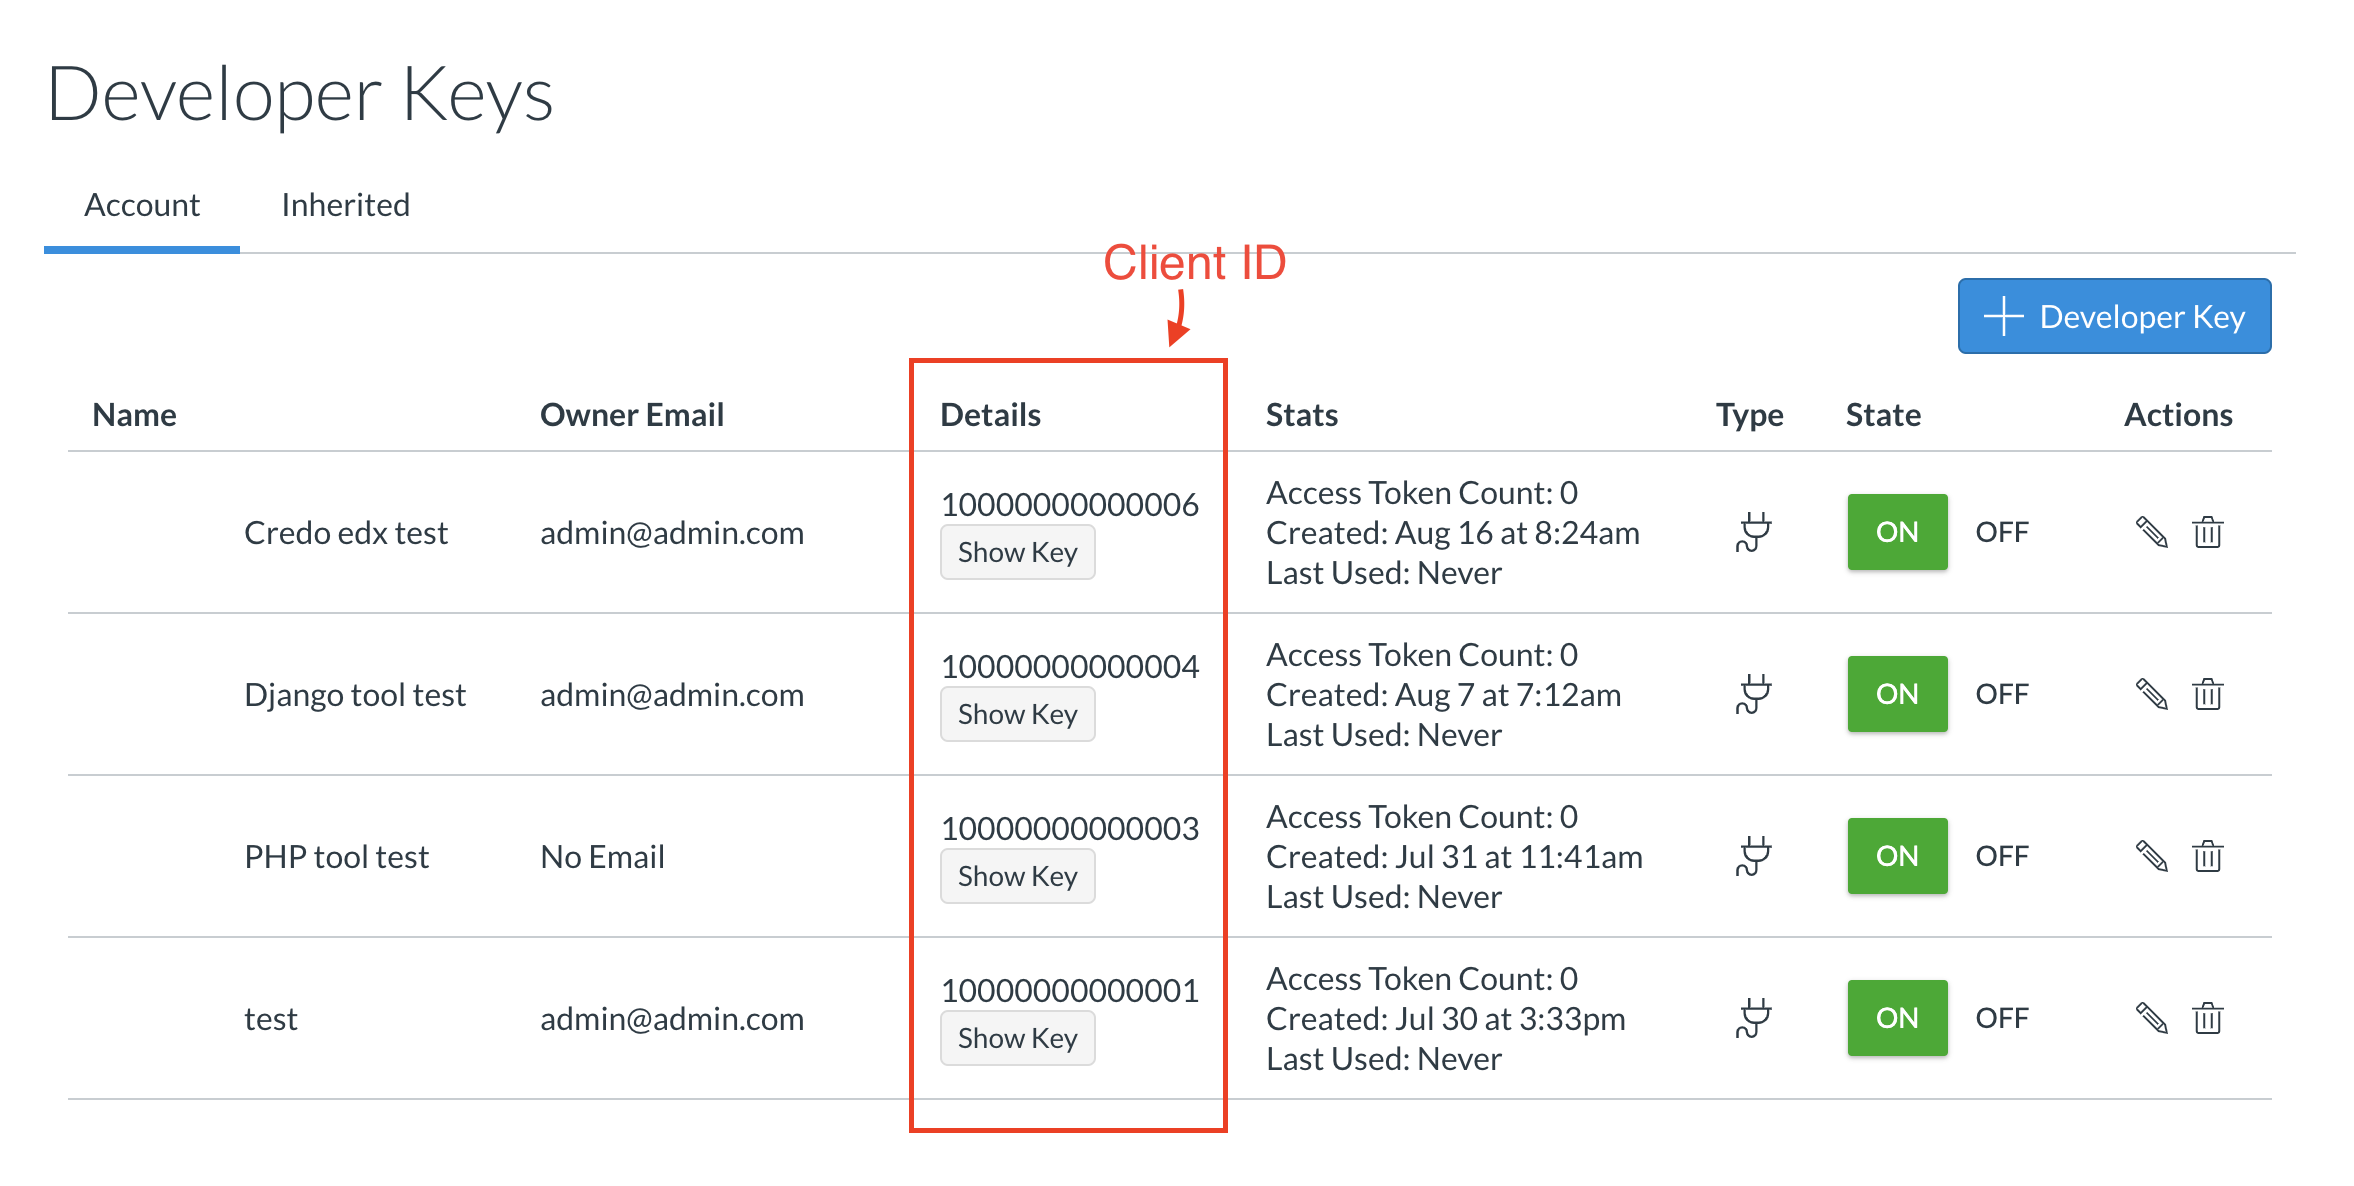 Developer Keys
Account Inherited
Client ID
Developer Key
Name Owner Email Details Stats Type State Actions
Credo edx test admin@admin.com 10000000000006 Show Key Access Token Count: 0 ON OFF
Created: Aug 16 at 8:24am
Last Used: Never
Django tool test admin@admin.com 10000000000004 Show Key Access Token Count: 0 ON OFF
Created: Aug 7 at 7:12am
Last Used: Never
PHP tool test No Email 10000000000003 Show Key Access Token Count: 0 ON OFF
Created: Jul 31 at 11:41am
Last Used: Never
test admin@admin.com 10000000000001 Show Key Access Token Count: 0 ON OFF
Created: Jul 30 at 3:33pm
Last Used: Never